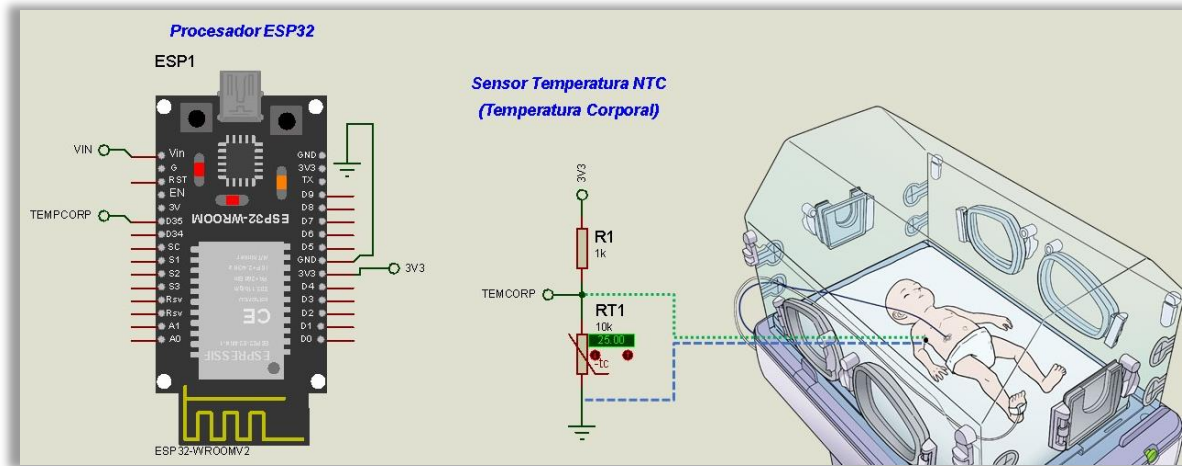 Procesador ESP32
ESP1
VIN
TEMPCORP
Vin
G
RST
EN
3V
D35
D34
SC
S1
S2
S3
Rsv
Rsv
A1
A0
GND
3V3
TX
D9
D8
D7
D6
D5
GND
3V3
D4
D3
D2
D1
D0
3V3
ESP32-WROOM
CE
ESPRESSIF
ESP32-WROOMV2
Sensor Temperatura NTC
(Temperatura Corporal)
3V3
R1
1k
TEMCORP
RT1
10k
25.00
-tc